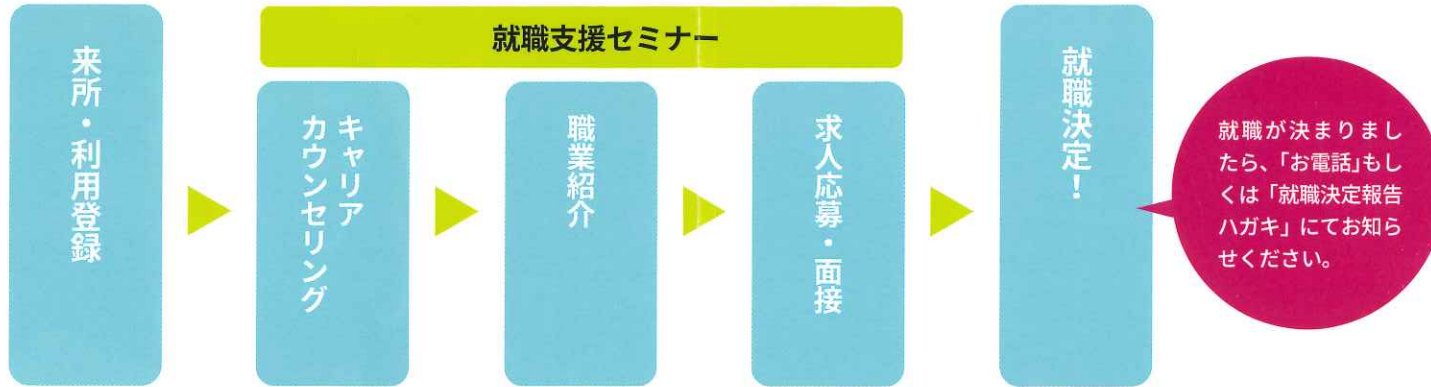 来所・利用登録
就職支援セミナー
キャリア
カウンセリング
職業紹介
求人応募・面接
就職決定！
就職が決まりまし
たら、「お電話」もし
くは「就職決定報告
ハガキ」にてお知ら
せください。